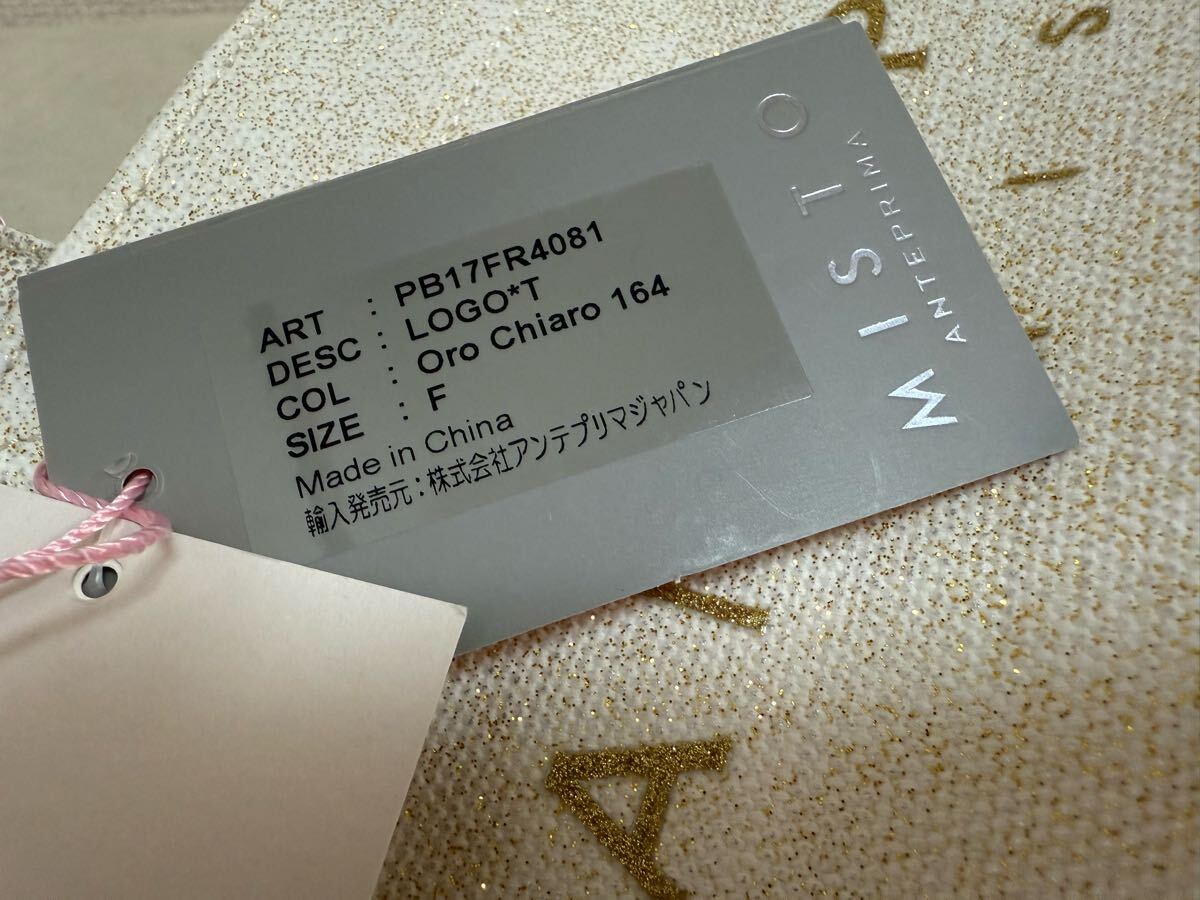 ART : PB17FR4081
DESC : LOGO*T
COL : Oro Chiaro 164
SIZE : F
Made in China
輸入発売元:株式会社アンテプリマジャパン
MISTO
ANTEPRIMA
S
A